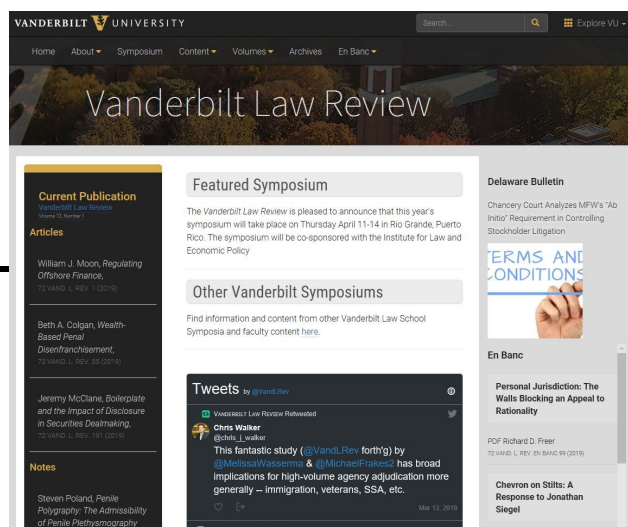 VANDERBILT UNIVERSITY
Search...
Explore VU
Home About Symposium Content Volumes Archives En Banc
Vanderbilt Law Review
Current Publication
Vanderbilt Law Review
Volume 72, Number 1
Articles
William J. Moon, Regulating
Offshore Finance,
72 VAND. L. REV. 1 (2019)
Beth A. Colgan, Wealth-
Based Penal
Disenfranchisement,
72 VAND. L. REV. 55 (2019)
Jeremy McClane, Boilerplate
and the Impact of Disclosure
in Securities Dealmaking,
72 VAND. L. REV. 191 (2019)
Notes
Steven Poland, Penile
Polygraphy: The Admissibility
of Penile Plethysmography
Featured Symposium
The Vanderbilt Law Review is pleased to announce that this year's
symposium will take place on Thursday April 11-14 in Rio Grande, Puerto
Rico. The symposium will be co-sponsored with the Institute for Law and
Economic Policy
Other Vanderbilt Symposiums
Find information and content from other Vanderbilt Law School
Symposia and faculty content here.
Tweets by @VandLRev
VANDERBILT LAW REVIEW Retweeted
Chris Walker
@chris_j_walker
This fantastic study (@VandLRev forth'g) by
@MelissaWasserma & @MichaelFrakes2 has broad
implications for high-volume agency adjudication more
generally -- immigration, veterans, SSA, etc.
Mar 13, 2019
Delaware Bulletin
Chancery Court Analyzes MFW's "Ab
Initio" Requirement in Controlling
Stockholder Litigation
TERMS AND
CONDITIONS
En Banc
Personal Jurisdiction: The
Walls Blocking an Appeal to
Rationality
PDF Richard D. Freer
72 VAND. L. REV. EN BANC 99 (2019)
Chevron on Stilts: A
Response to Jonathan
Siegel